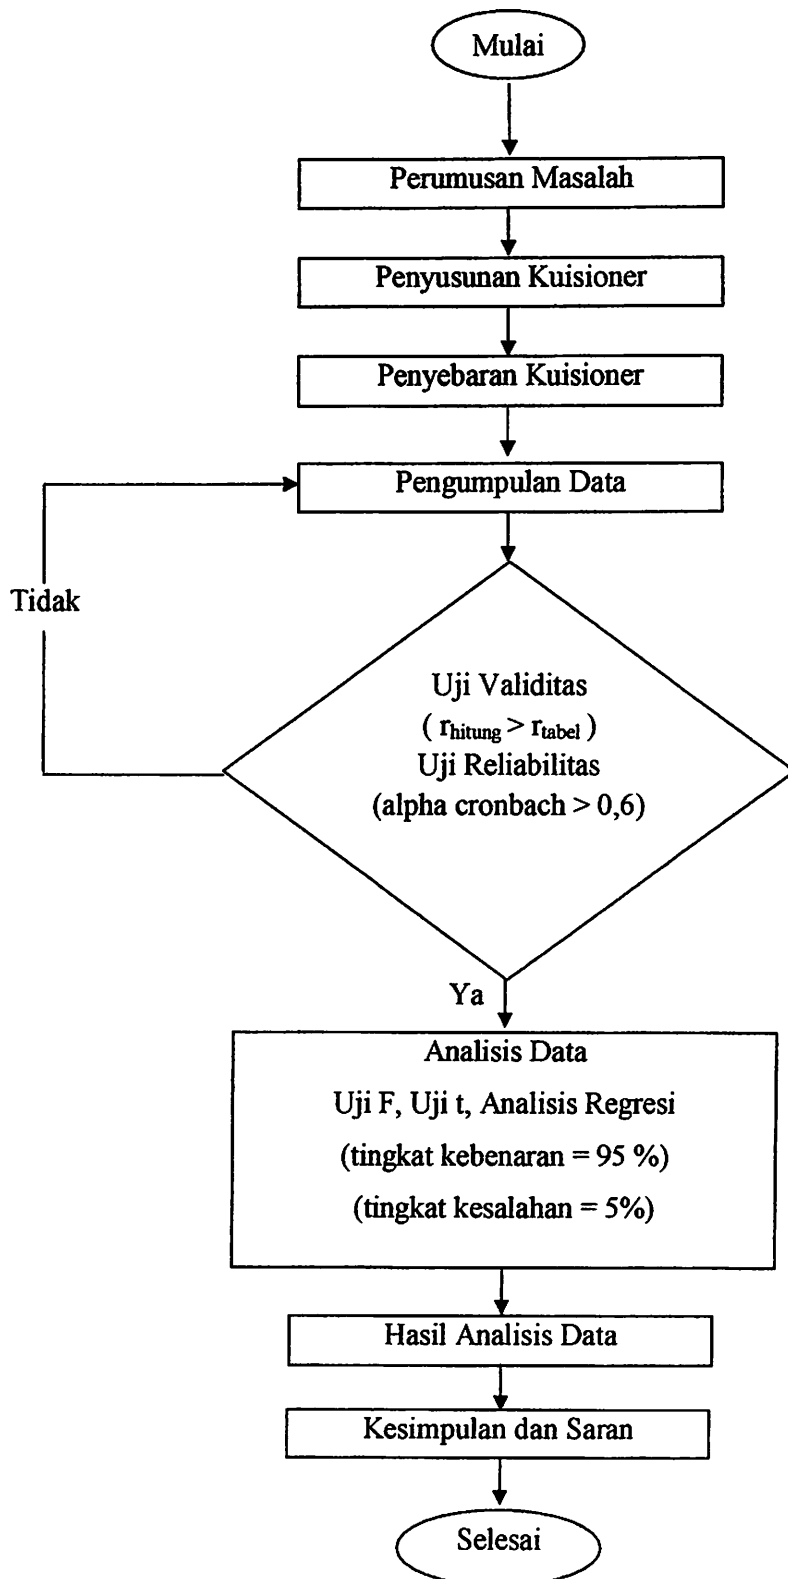 Mulai
Perumusan Masalah
Penyusunan Kuisioner
Penyebaran Kuisioner
Pengumpulan Data
Tidak
Uji Validitas
( rhitung > rtabel )
Uji Reliabilitas
(alpha cronbach > 0,6)
Ya
Analisis Data
Uji F, Uji t, Analisis Regresi
(tingkat kebenaran = 95 %)
(tingkat kesalahan = 5%)
Hasil Analisis Data
Kesimpulan dan Saran
Selesai